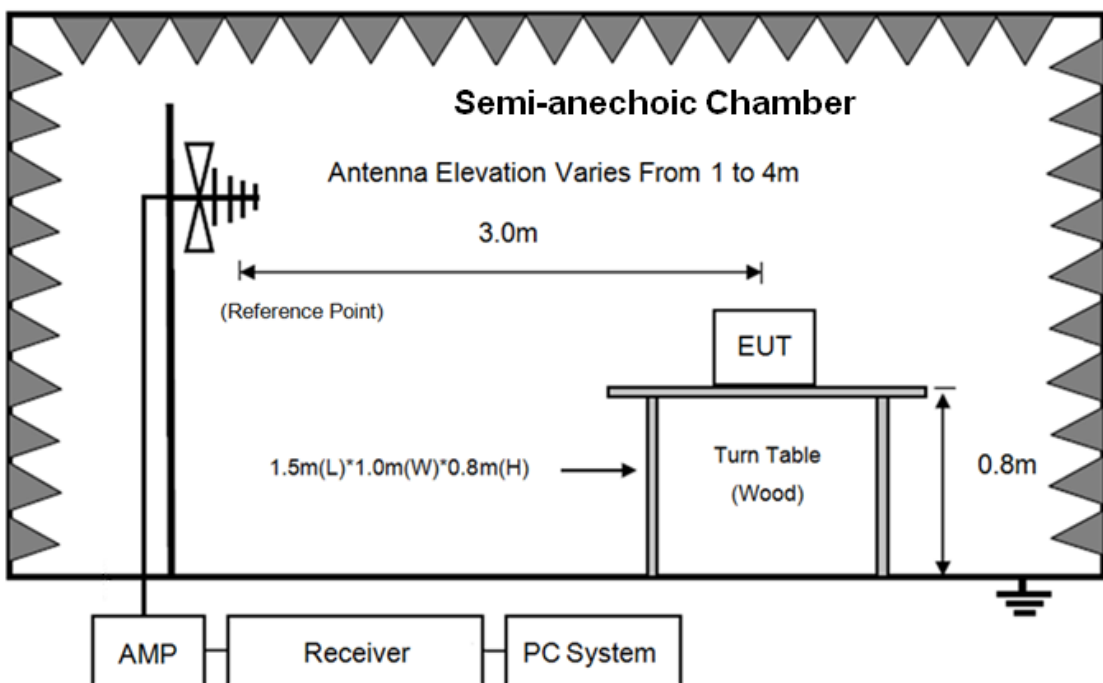 Semi-anechoic Chamber
Antenna Elevation Varies From 1 to 4m
3.0m
(Reference Point)
EUT
1.5m(L)*1.0m(W)*0.8m(H)
Turn Table
(Wood)
0.8m
AMP
Receiver
PC System